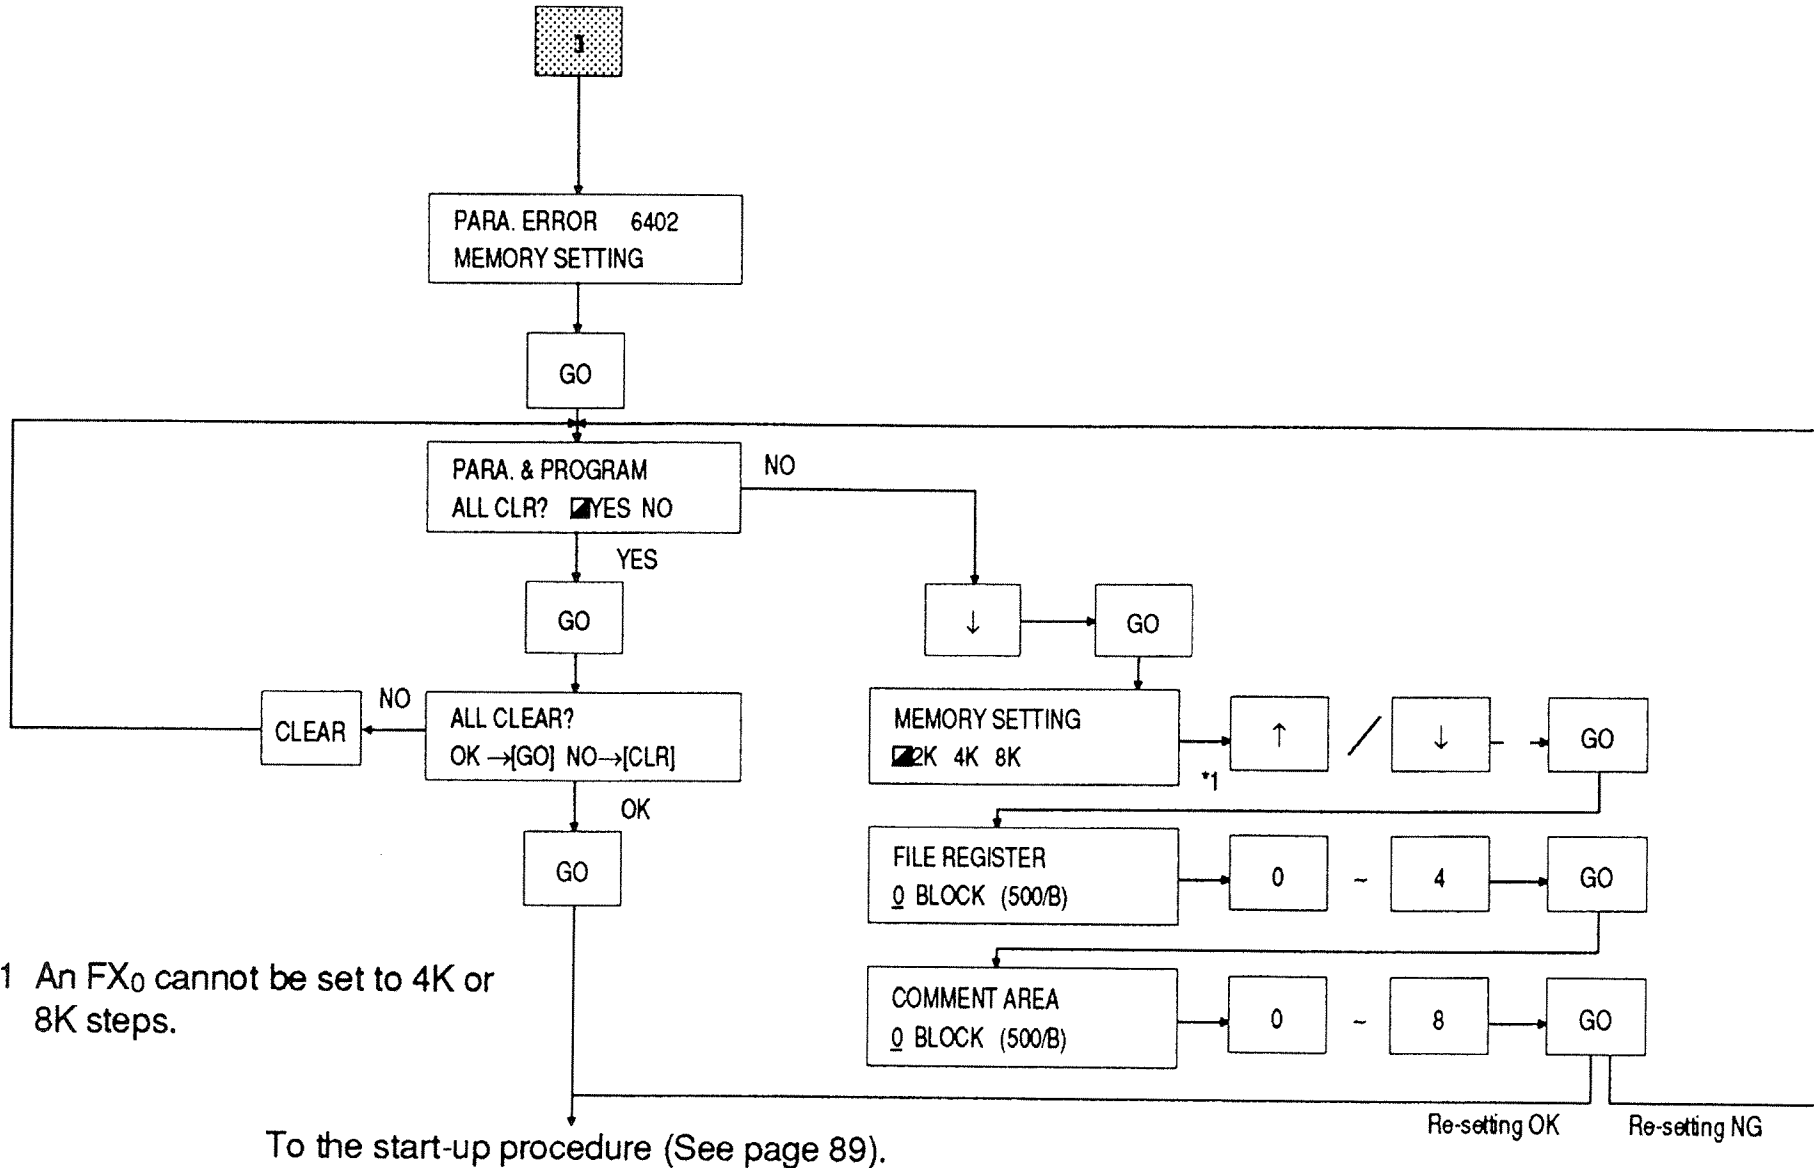 PARA. ERROR 6402
MEMORY SETTING
GO
PARA. & PROGRAM
ALL CLR? YES NO
NO
YES
GO
↓
GO
ALL CLEAR?
OK →[GO] NO→[CLR]
NO
CLEAR
OK
GO
MEMORY SETTING
2K 4K 8K
*1
↑
/
↓
GO
FILE REGISTER
0 BLOCK (500/B)
0
~
4
GO
COMMENT AREA
0 BLOCK (500/B)
0
~
8
GO
1 An FX0 cannot be set to 4K or
8K steps.
Re-setting OK
Re-setting NG
To the start-up procedure (See page 89).